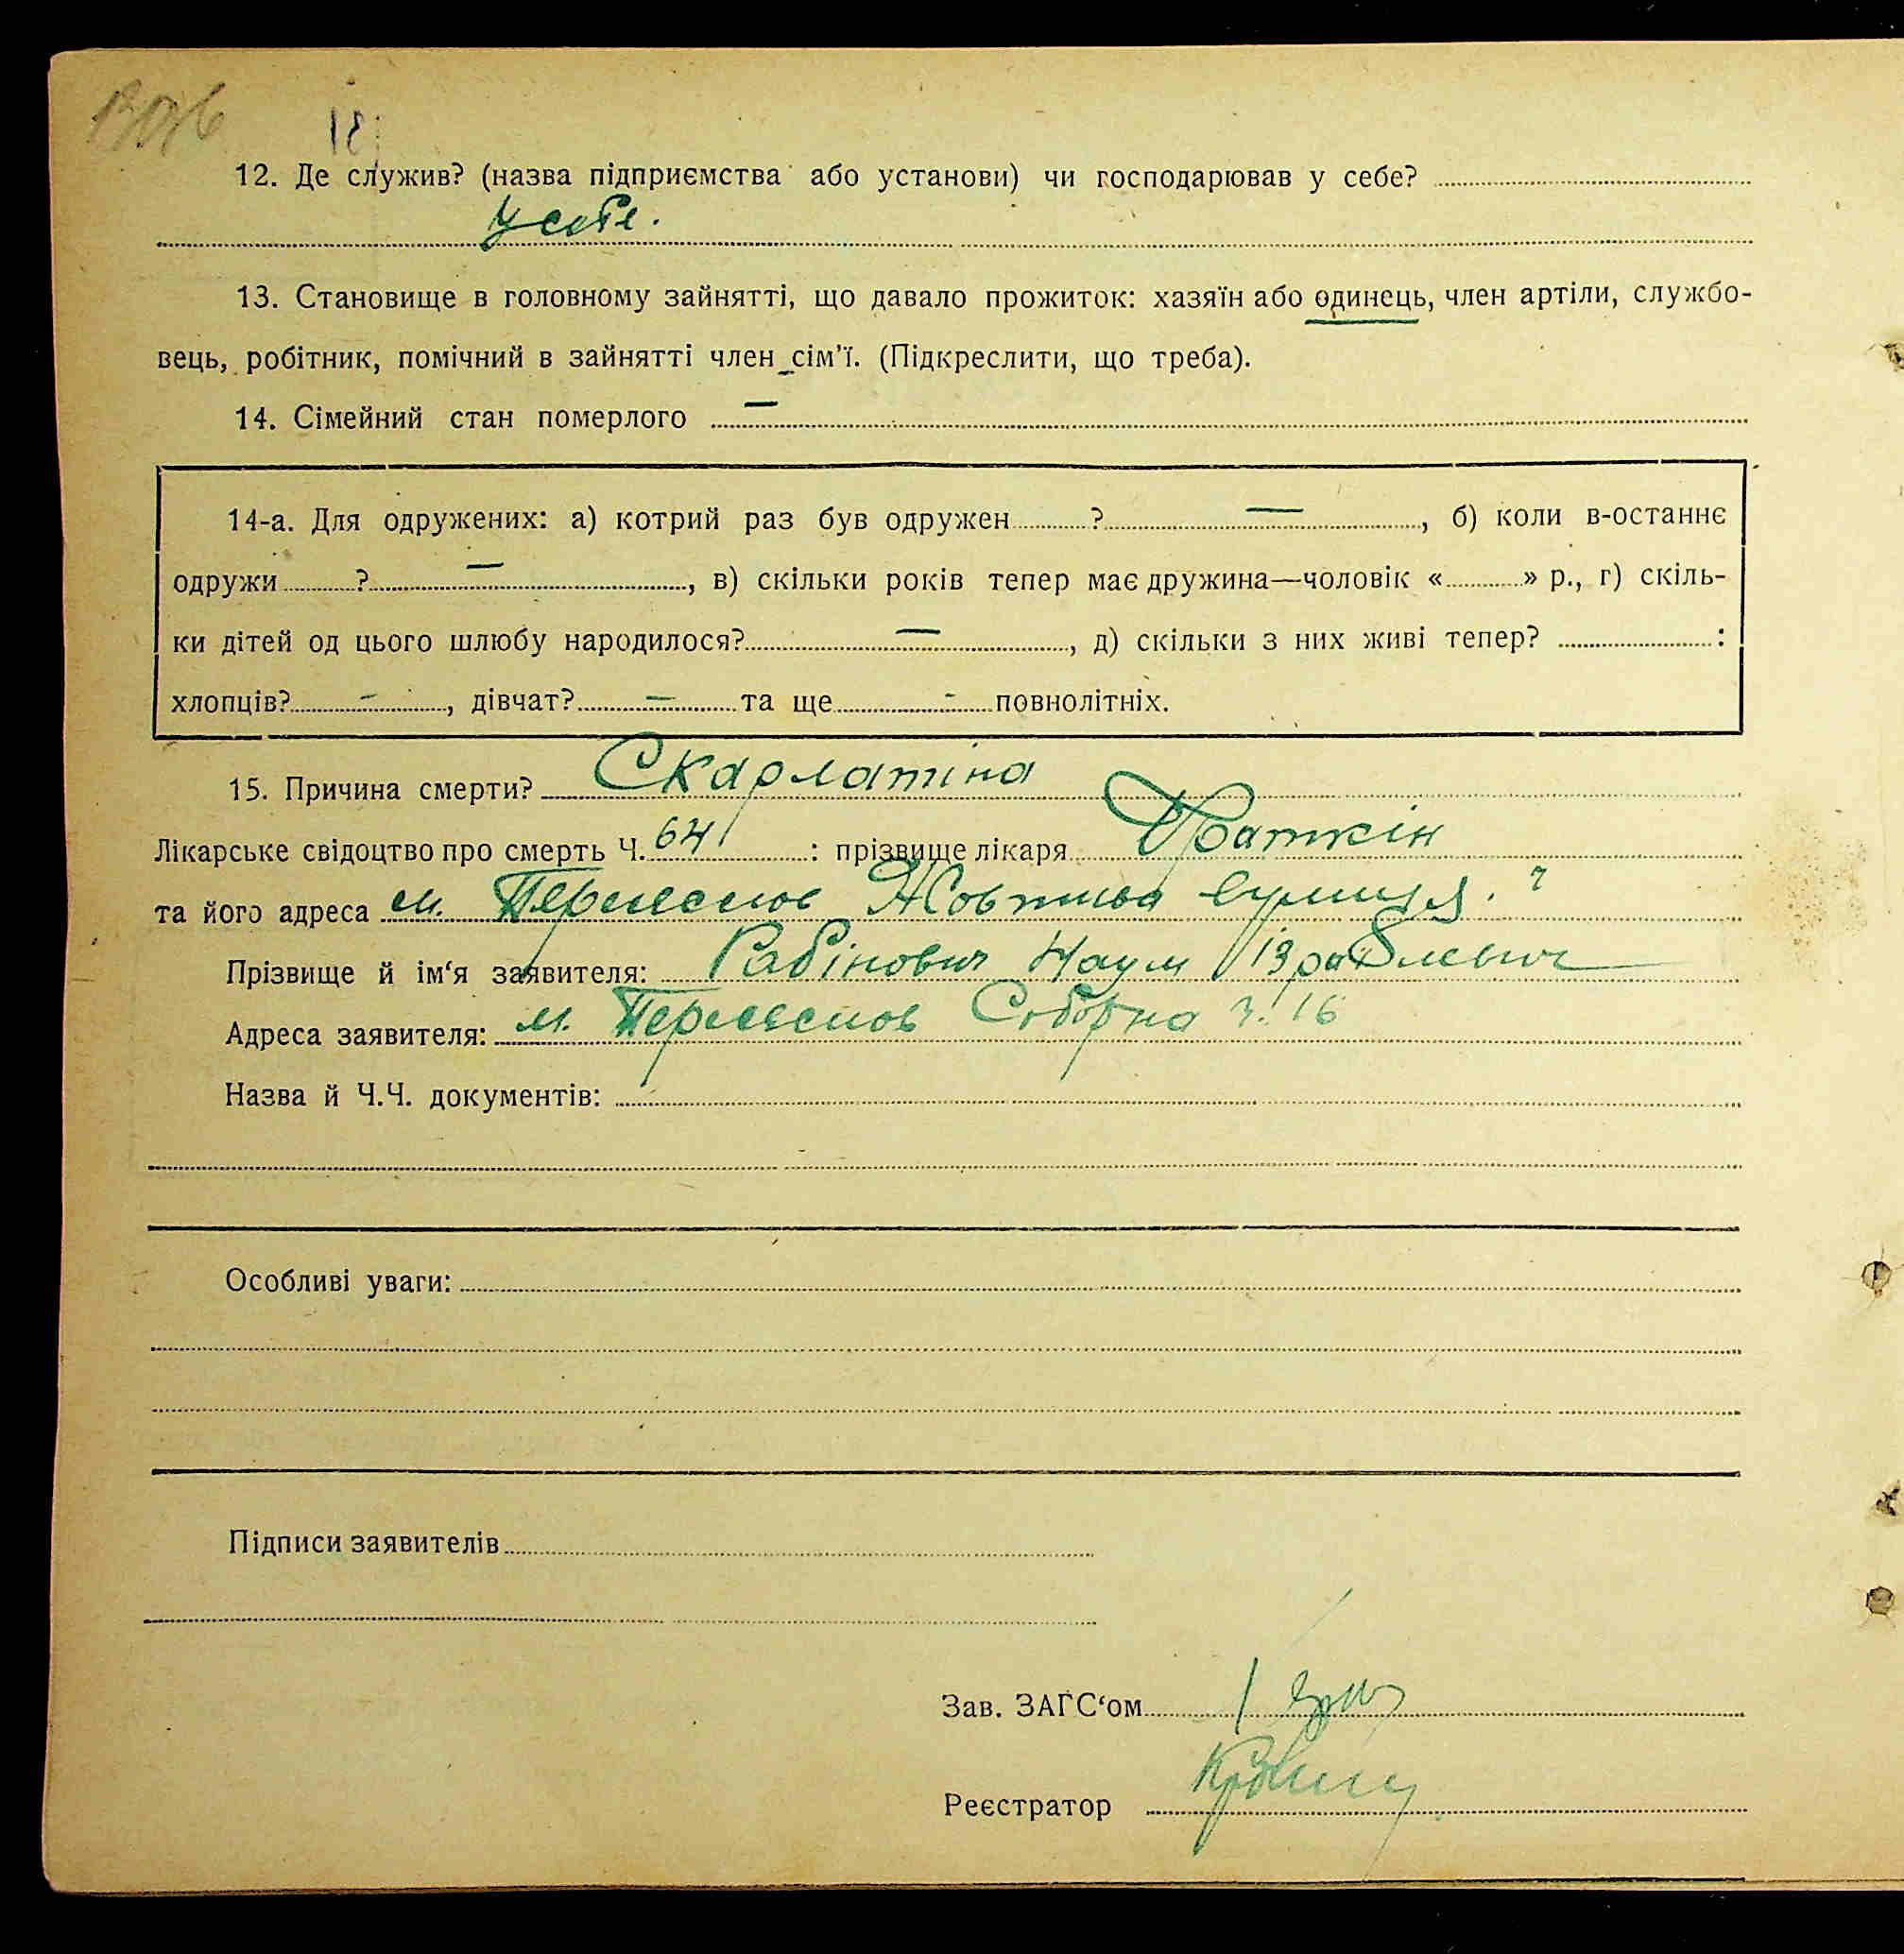 12. Де служив? (назва підприємства або установи) чи господарював у себе?
У себе.
13. Становище в головному зайнятті, що давало прожиток: хазяїн або одинець, член артіли, службо-
вець, робітник, помічний в зайнятті член сім'ї. (Підкреслити, що треба).
14. Сімейний стан померлого —
14-а. Для одружених: а) котрий раз був одружен ? —, б) коли в-останнє
одружи ? —, в) скільки років тепер має дружина—чоловік « » р., г) скіль-
ки дітей од цього шлюбу народилося? —, д) скільки з них живі тепер? :
хлопців? -, дівчат? — та ще - повнолітніх.
15. Причина смерти? Скарлатіна
Лікарське свідоцтво про смерть Ч. 641 : прізвище лікаря
та його адреса м. Жовтнева вулиця.
Прізвище й ім'я заявителя: Рабінович Наум
Адреса заявителя: м. Соборна ч. 16
Назва й Ч.Ч. документів:
Особливі уваги:
Підписи заявителів
Зав. ЗАГС'ом
Реєстратор